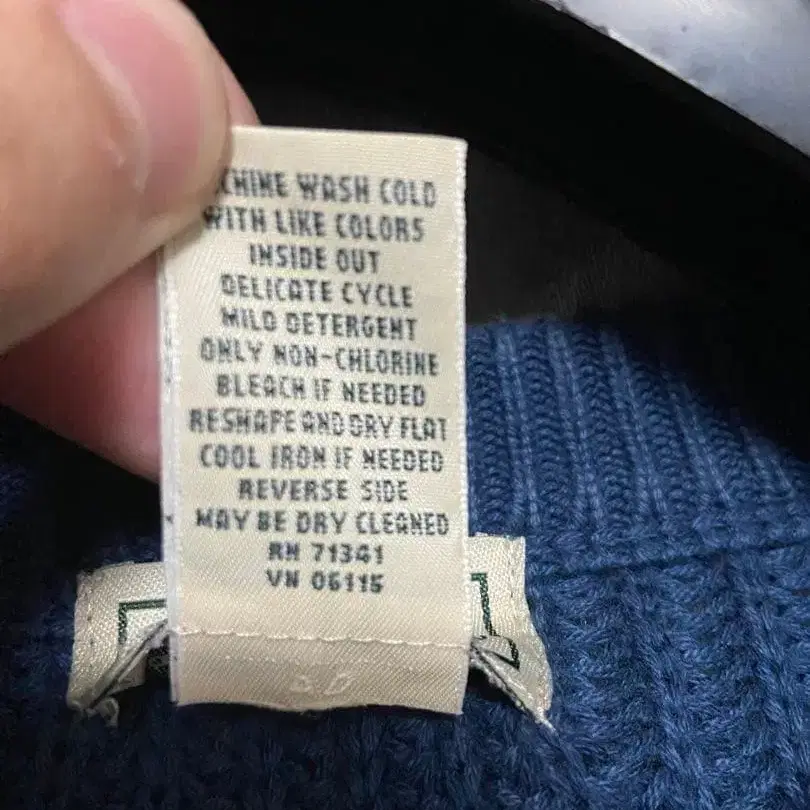 CHINE WASH COLD
WITH LIKE COLORS
INSIDE OUT
DELICATE CYCLE
MILD DETERGENT
ONLY NON-CHLORINE
BLEACH IF NEEDED
RESHAPE AND DRY FLAT
COOL IRON IF NEEDED
REVERSE SIDE
MAY BE DRY CLEANED
RN 71341
VN 06115